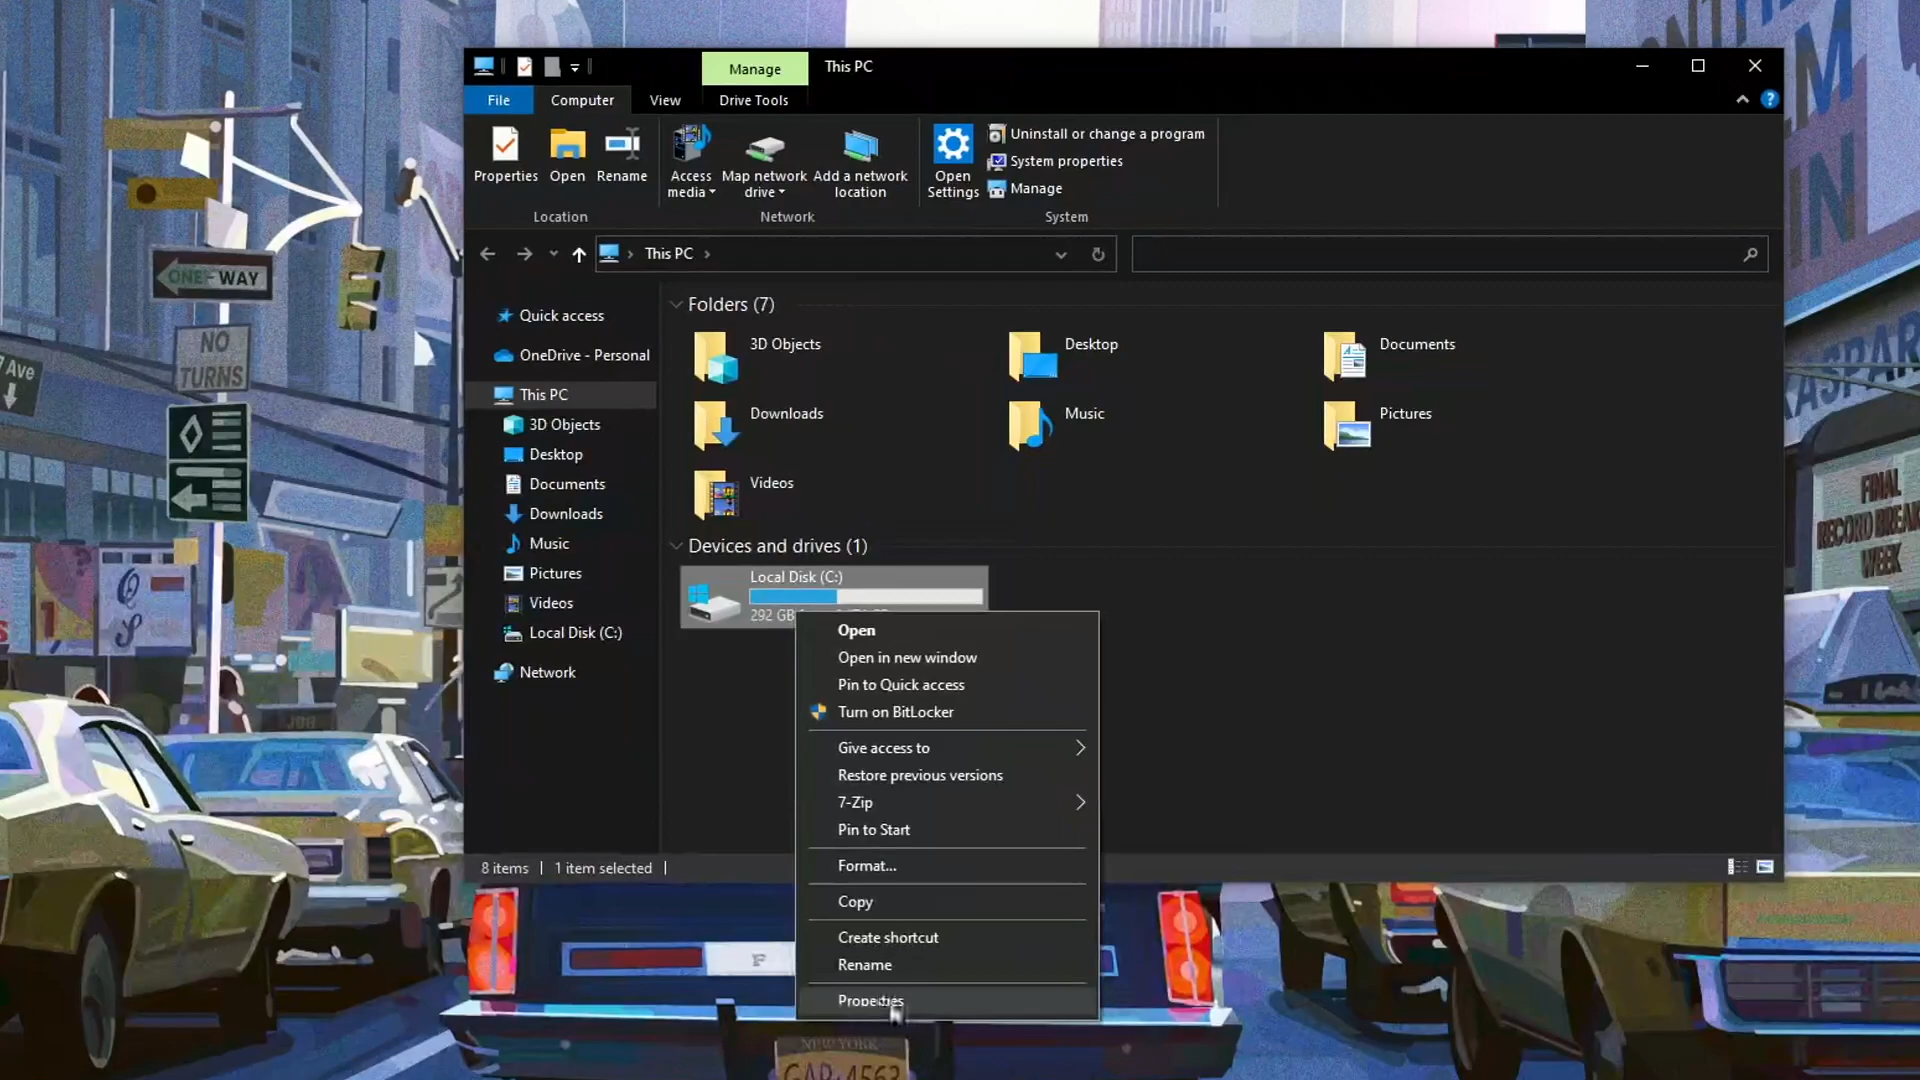 Manage
This PC
File
Computer
View
Drive Tools
Properties
Open
Rename
Access media
Map network drive
Add a network location
Open Settings
Uninstall or change a program
System properties
Manage
Location
Network
System
This PC
Quick access
OneDrive - Personal
This PC
3D Objects
Desktop
Documents
Downloads
Music
Pictures
Videos
Local Disk (C:)
Network
Folders (7)
3D Objects
Desktop
Documents
Downloads
Music
Pictures
Videos
Devices and drives (1)
Local Disk (C:)
292 GB
Open
Open in new window
Pin to Quick access
Turn on BitLocker
Give access to
Restore previous versions
7-Zip
Pin to Start
Format...
Copy
Create shortcut
Rename
Properties
8 items
1 item selected
ONE-WAY
NO
TURNS
Ave
FINAL
WEEK
NEW YORK